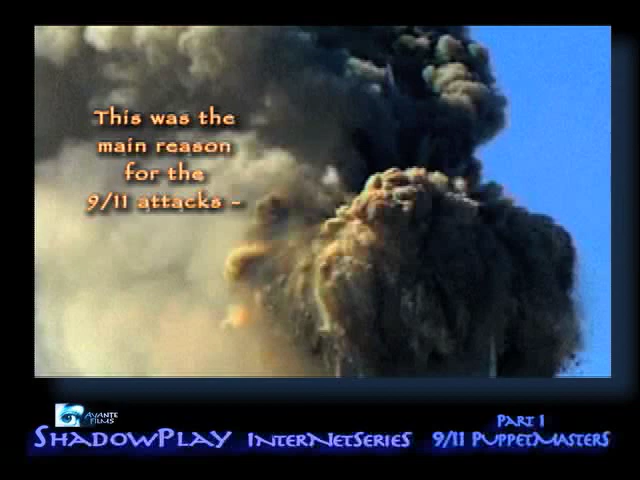 This was the
main reason
for the
9/11 attacks -
AVANTE
FILMS
SHADOWPLAY INTERNETSERIES
PART 1
9/11 PUPPETMASTERS